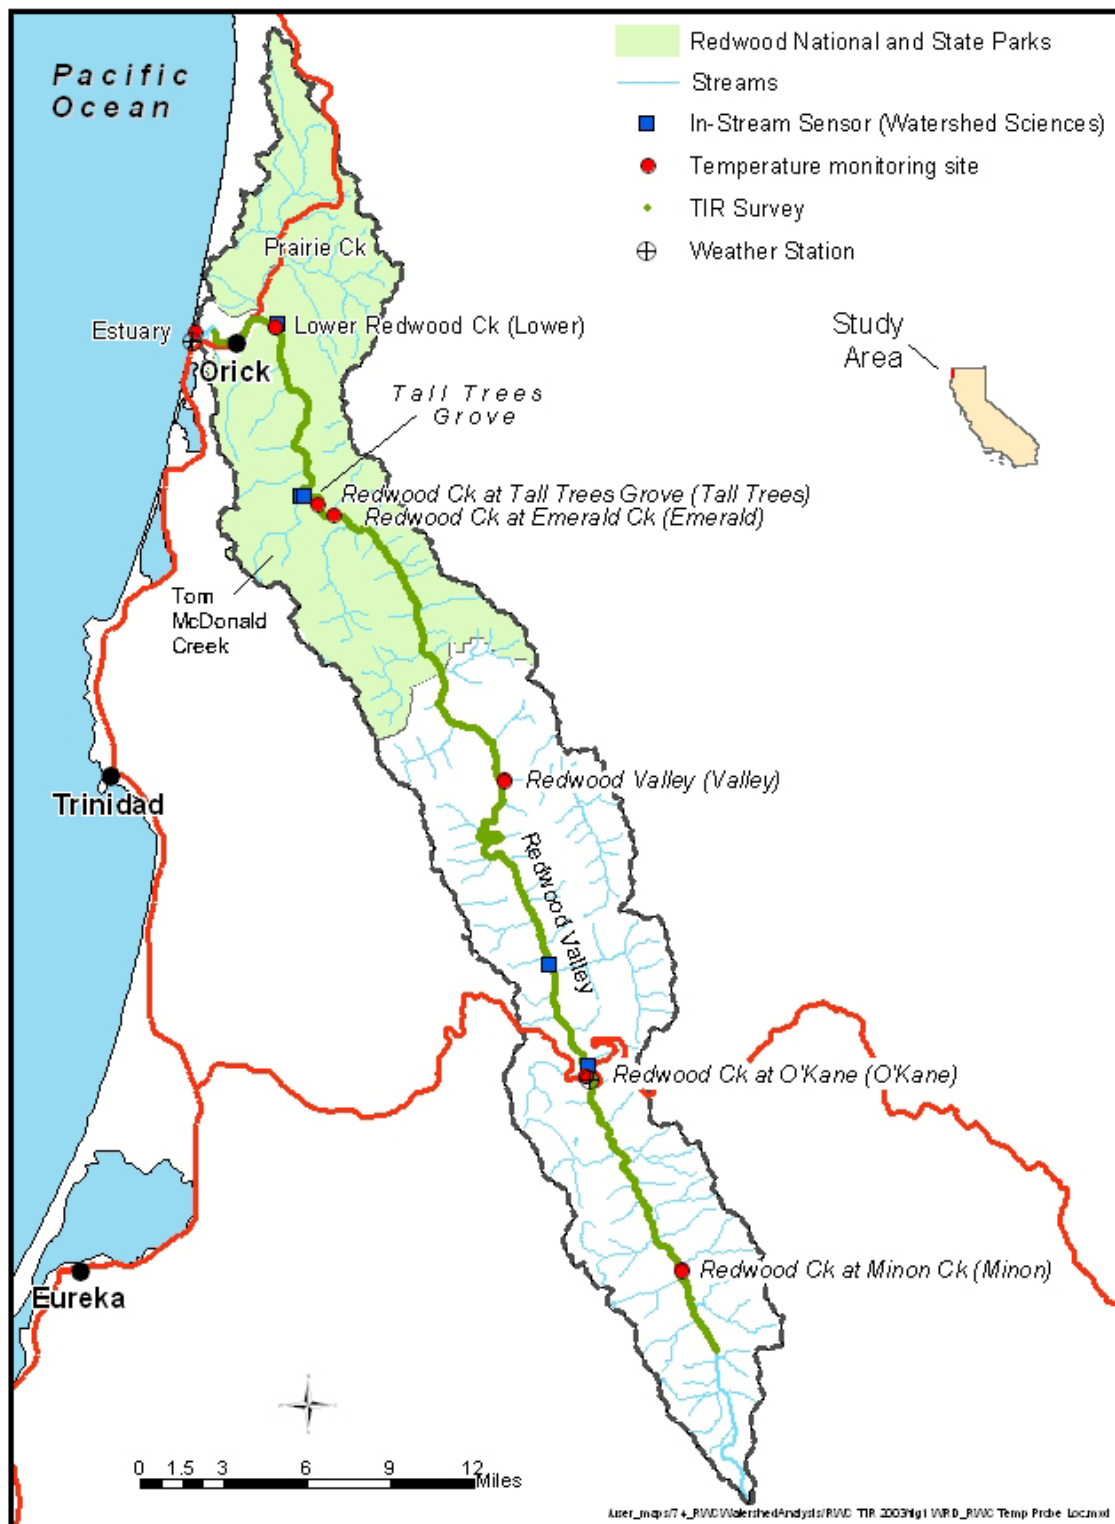 Pacific
Ocean
Redwood National and State Parks
Streams
In-Stream Sensor (Watershed Sciences)
Temperature monitoring site
TIR Survey
Weather Station
Prairie Ck
Estuary
Lower Redwood Ck (Lower)
Orick
Study
Area
Tall Trees
Grove
Redwood Ck at Tall Trees Grove (Tall Trees)
Redwood Ck at Emerald Ck (Emerald)
Tom
McDonald
Creek
Trinidad
Redwood Valley (Valley)
Redwood Valley
Redwood Ck at O'Kane (O'Kane)
Redwood Ck at Minon Ck (Minon)
Eureka
0 1.5 3 6 9 12
Miles